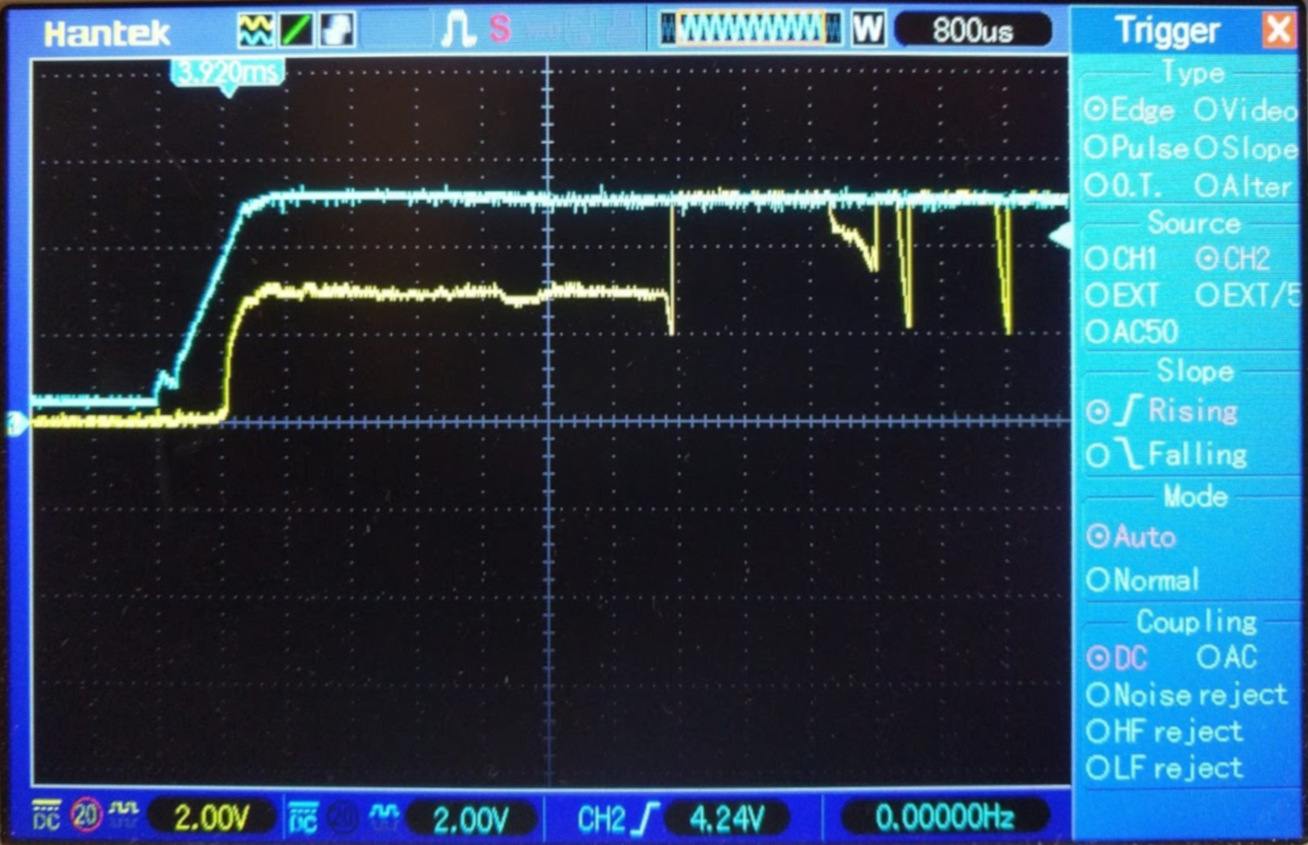 Hantek S W 800us
3.920ms
Trigger X
Type
Edge Video
Pulse Slope
O.T. Alter
Source
CH1 CH2
EXT EXT/5
AC50
Slope
Rising
Falling
Mode
Auto
Normal
Coupling
DC AC
Noise reject
HF reject
LF reject
DC 20 2.00V DC 20 2.00V CH2 4.24V 0.00000Hz